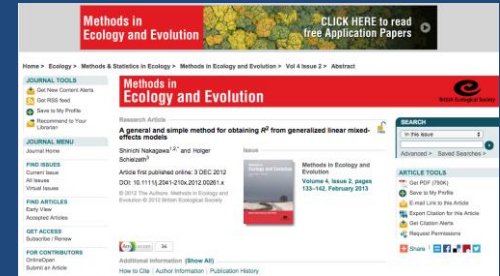 Methods in
Ecology and Evolution
CLICK HERE to read
free Application Papers
Home > Ecology > Methods & Statistics in Ecology > Methods in Ecology and Evolution > Vol 4 Issue 2 > Abstract
JOURNAL TOOLS
Get New Content Alerts
Get RSS feed
Save to My Profile
Recommend to Your
Librarian
JOURNAL MENU
Journal Home
FIND ISSUES
Current Issue
All Issues
Virtual Issues
FIND ARTICLES
Early View
Accepted Articles
GET ACCESS
Subscribe / Renew
FOR CONTRIBUTORS
OnlineOpen
Submit an Article
Methods in
Ecology and Evolution
British Ecological Society
Research Article
A general and simple method for obtaining R² from generalized linear mixed-
effects models
Shinichi Nakagawa¹,²,* and Holger
Schielzeth³
Article first published online: 3 DEC 2012
DOI: 10.1111/j.2041-210x.2012.00261.x
© 2012 The Authors. Methods in Ecology and
Evolution © 2012 British Ecological Society
Issue
Methods in Ecology and
Evolution
Volume 4, Issue 2, pages
133–142, February 2013
34
Additional Information (Show All)
How to Cite | Author Information | Publication History
SEARCH
In this issue
Advanced > Saved Searches >
ARTICLE TOOLS
Get PDF (790K)
Save to My Profile
E-mail Link to this Article
Export Citation for this Article
Get Citation Alerts
Request Permissions
Share